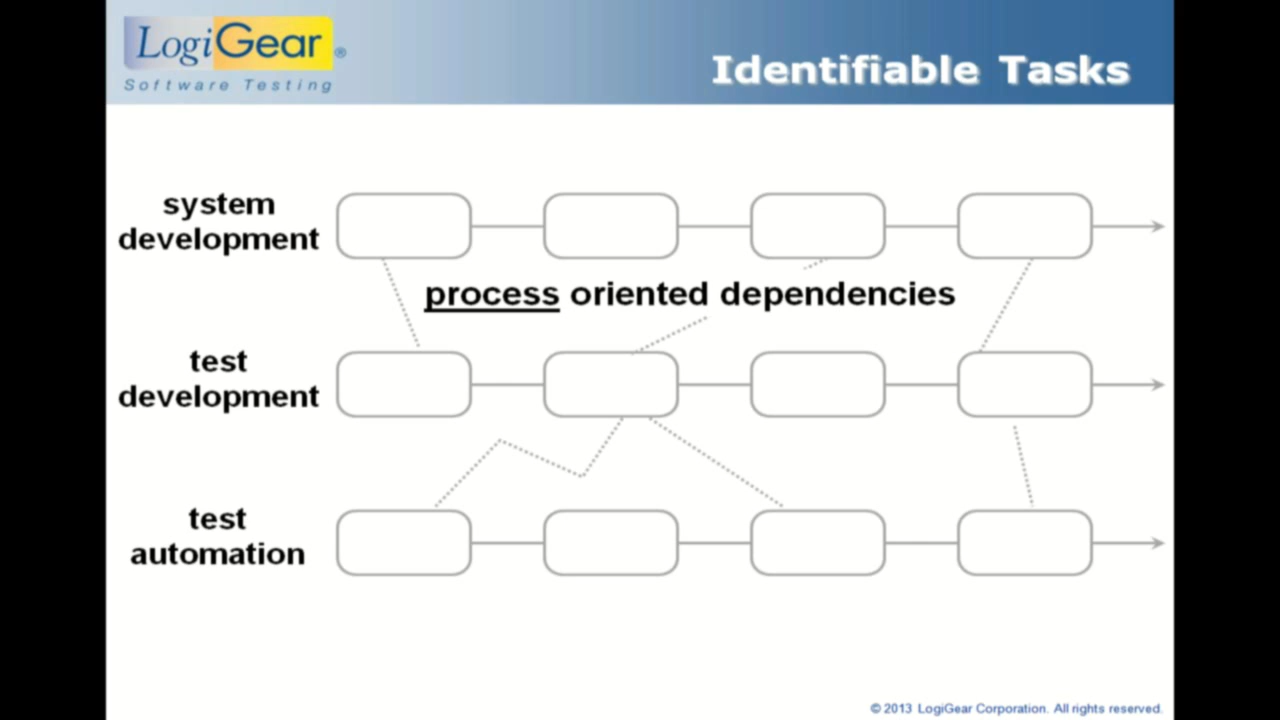 LogiGear®
Software Testing
Identifiable Tasks
system
development
process oriented dependencies
test
development
test
automation
© 2013 LogiGear Corporation. All rights reserved.